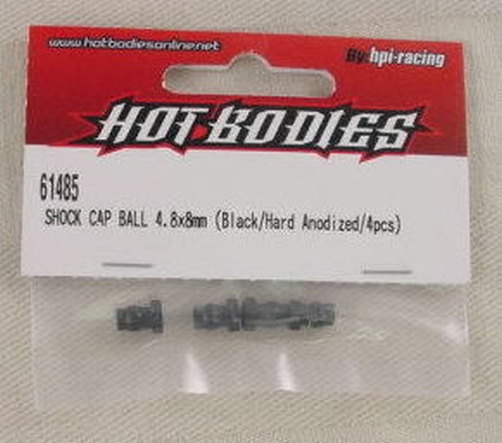 www.hotbodiesonline.net
By:hpi-racing
HOT BODIES
61485
SHOCK CAP BALL 4.8x8mm (Black/Hard Anodized/4pcs)